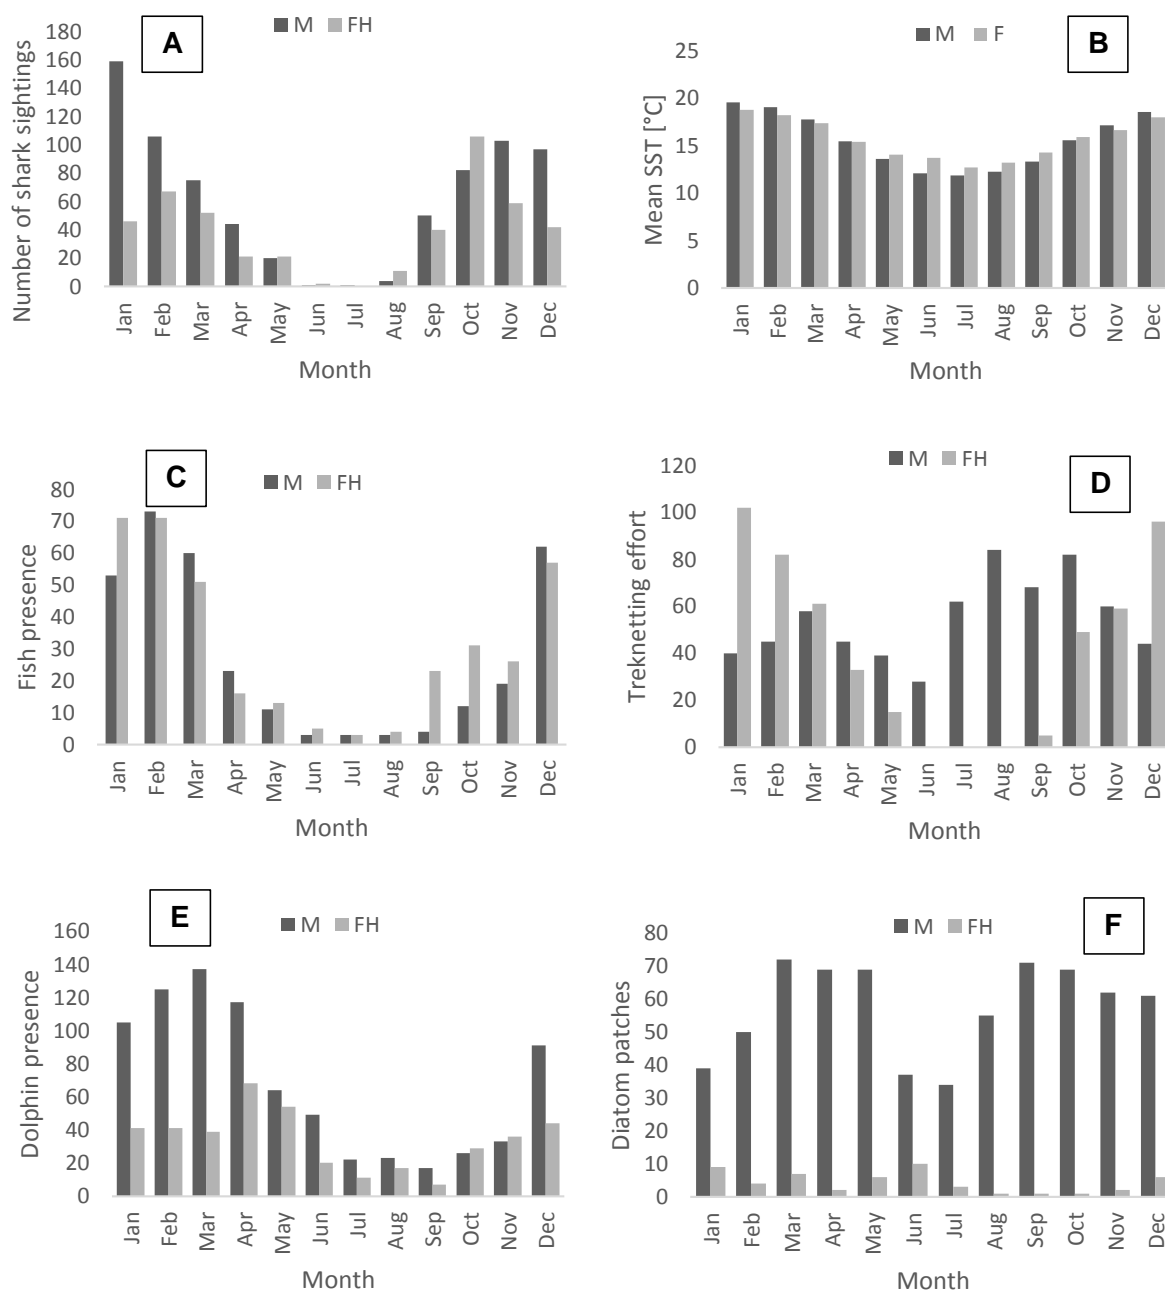 A
M FH
Number of shark sightings
180
160
140
120
100
80
60
40
20
0
Jan Feb Mar Apr May Jun Jul Aug Sep Oct Nov Dec
Month
B
M F
Mean SST [°C]
25
20
15
10
5
0
Jan Feb Mar Apr May Jun Jul Aug Sep Oct Nov Dec
Month
C
M FH
Fish presence
80
70
60
50
40
30
20
10
0
Jan Feb Mar Apr May Jun Jul Aug Sep Oct Nov Dec
Month
D
M FH
Treknetting effort
120
100
80
60
40
20
0
Jan Feb Mar Apr May Jun Jul Aug Sep Oct Nov Dec
Month
E
M FH
Dolphin presence
160
140
120
100
80
60
40
20
0
Jan Feb Mar Apr May Jun Jul Aug Sep Oct Nov Dec
Month
F
M FH
Diatom patches
80
70
60
50
40
30
20
10
0
Jan Feb Mar Apr May Jun Jul Aug Sep Oct Nov Dec
Month